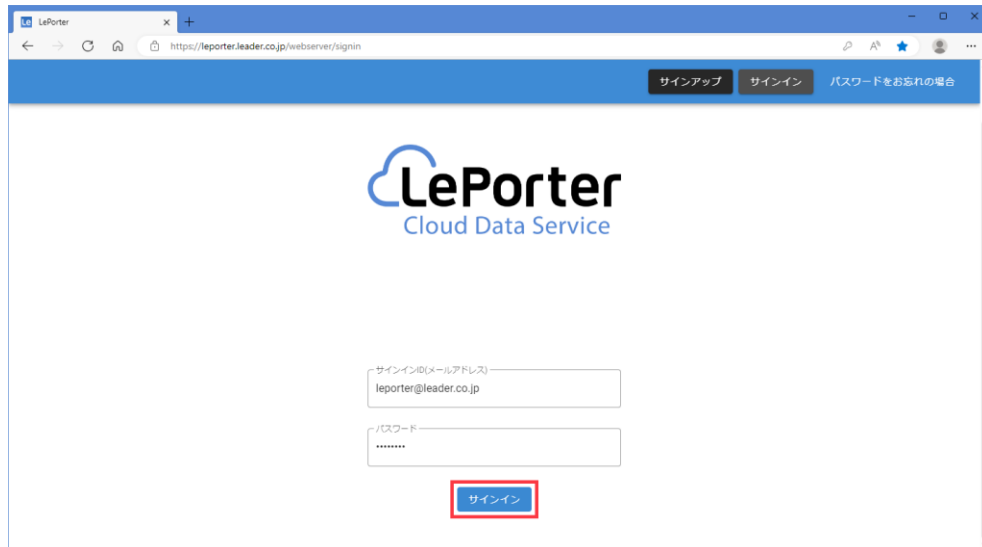 Le LePorter
https://leporter.leader.co.jp/webserver/signin
サインアップ サインイン パスワードをお忘れの場合
LePorter
Cloud Data Service
サインインID(メールアドレス)
leporter@leader.co.jp
パスワード
••••••••
サインイン